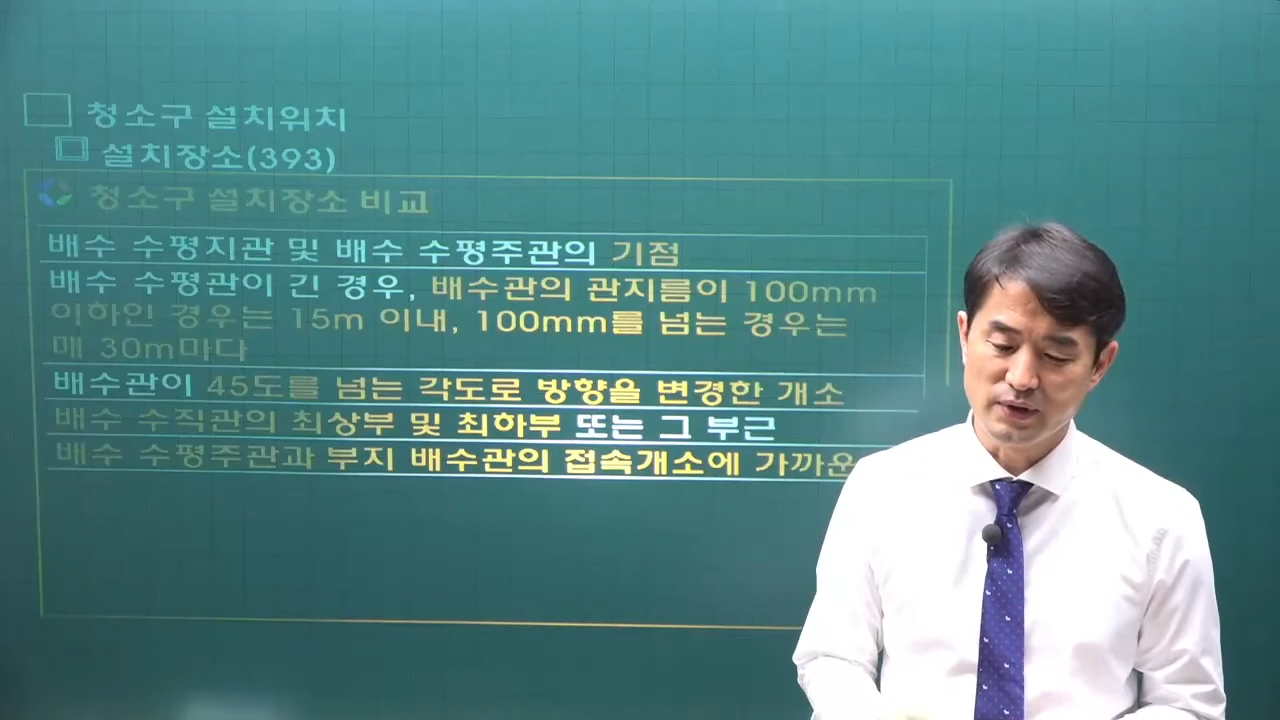 청소구 설치위치
설치장소(393)
청소구 설치장소 비교
배수 수평지관 및 배수 수평주관의 기점
배수 수평관이 긴 경우, 배수관의 관지름이 100mm
이하인 경우는 15m 이내, 100mm를 넘는 경우는
매 30m마다
배수관이 45도를 넘는 각도로 방향을 변경한 개소
배수 수직관의 최상부 및 최하부 또는 그 부근
배수 수평주관과 부지 배수관의 접속개소에 가까운